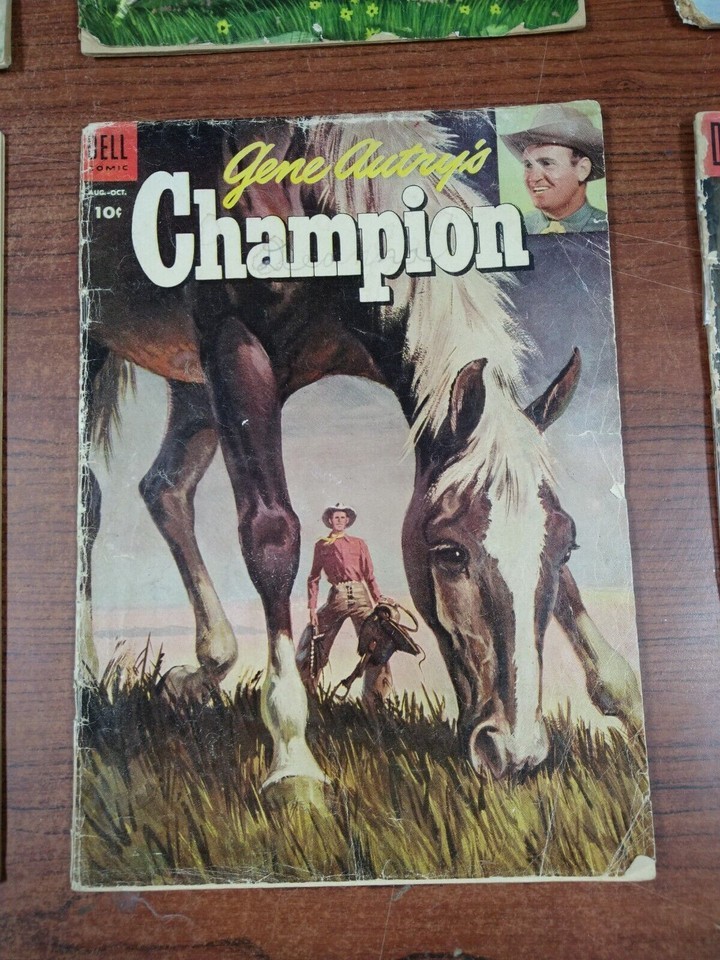 DELL
COMIC
AUG.-OCT.
10¢
Gene Autry's
Champion
D